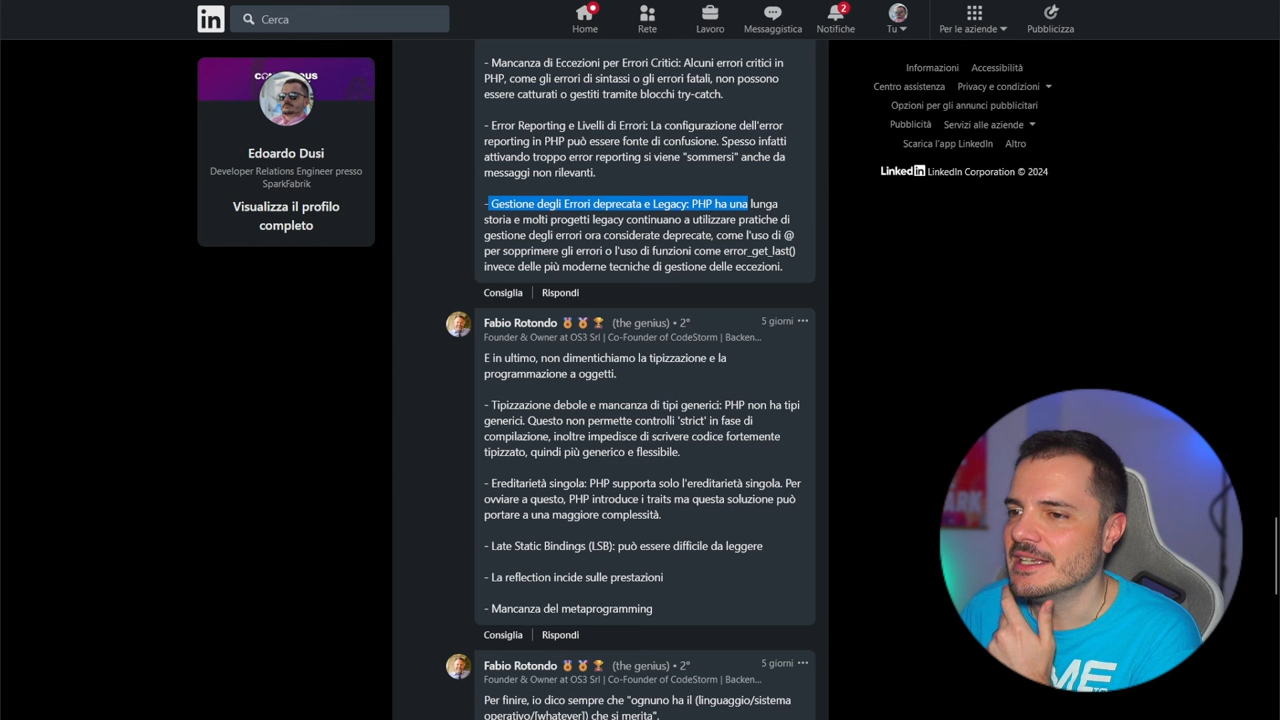 in
Cerca
Home
Rete
Lavoro
Messaggistica
2
Notifiche
Tu
Per le aziende
Pubblicizza
Edoardo Dusi
Developer Relations Engineer presso
SparkFabrik
Visualizza il profilo
completo
- Mancanza di Eccezioni per Errori Critici: Alcuni errori critici in
PHP, come gli errori di sintassi o gli errori fatali, non possono
essere catturati o gestiti tramite blocchi try-catch.
- Error Reporting e Livelli di Errori: La configurazione dell'error
reporting in PHP può essere fonte di confusione. Spesso infatti
attivando troppo error reporting si viene "sommersi" anche da
messaggi non rilevanti.
- Gestione degli Errori deprecata e Legacy: PHP ha una lunga
storia e molti progetti legacy continuano a utilizzare pratiche di
gestione degli errori ora considerate deprecate, come l'uso di @
per sopprimere gli errori o l'uso di funzioni come error_get_last()
invece delle più moderne tecniche di gestione delle eccezioni.
Consiglia | Rispondi
Fabio Rotondo 🏅 🏅 🏆 (the genius) • 2°
5 giorni
Founder & Owner at OS3 Srl | Co-Founder of CodeStorm | Backen...
E in ultimo, non dimentichiamo la tipizzazione e la
programmazione a oggetti.
- Tipizzazione debole e mancanza di tipi generici: PHP non ha tipi
generici. Questo non permette controlli 'strict' in fase di
compilazione, inoltre impedisce di scrivere codice fortemente
tipizzato, quindi più generico e flessibile.
- Ereditarietà singola: PHP supporta solo l'ereditarietà singola. Per
ovviare a questo, PHP introduce i traits ma questa soluzione può
portare a una maggiore complessità.
- Late Static Bindings (LSB): può essere difficile da leggere
- La reflection incide sulle prestazioni
- Mancanza del metaprogramming
Consiglia | Rispondi
Fabio Rotondo 🏅 🏅 🏆 (the genius) • 2°
5 giorni
Founder & Owner at OS3 Srl | Co-Founder of CodeStorm | Backen...
Per finire, io dico sempre che "ognuno ha il (linguaggio/sistema
operativo/[whatever]) che si merita".
Informazioni Accessibilità
Centro assistenza Privacy e condizioni
Opzioni per gli annunci pubblicitari
Pubblicità Servizi alle aziende
Scarica l'app LinkedIn Altro
LinkedIn LinkedIn Corporation © 2024